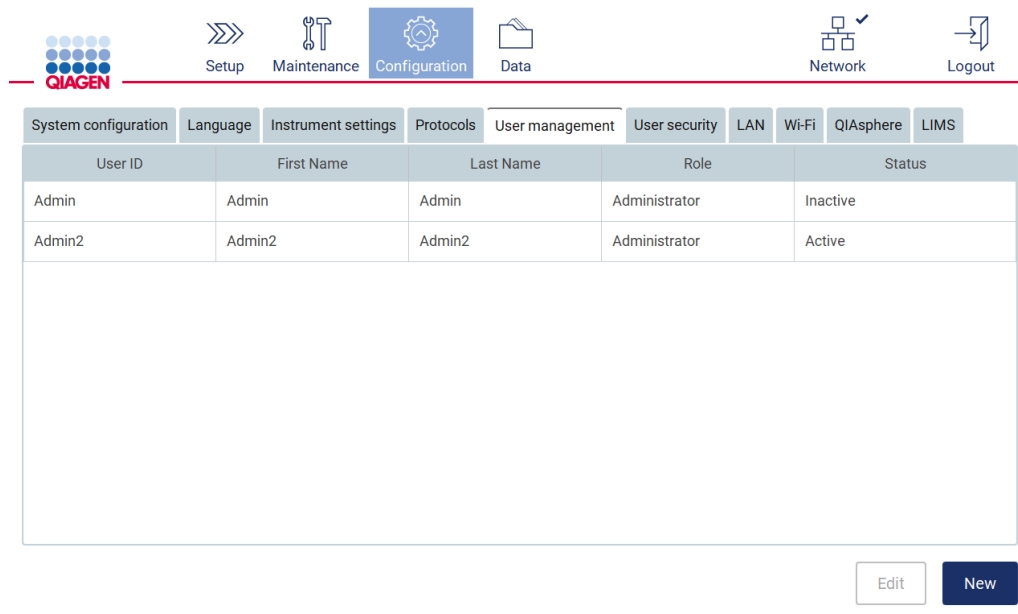 QIAGEN
Setup Maintenance Configuration Data Network Logout
System configuration Language Instrument settings Protocols User management User security LAN Wi-Fi QIAsphere LIMS
User ID First Name Last Name Role Status
Admin Admin Admin Administrator Inactive
Admin2 Admin2 Admin2 Administrator Active
Edit New